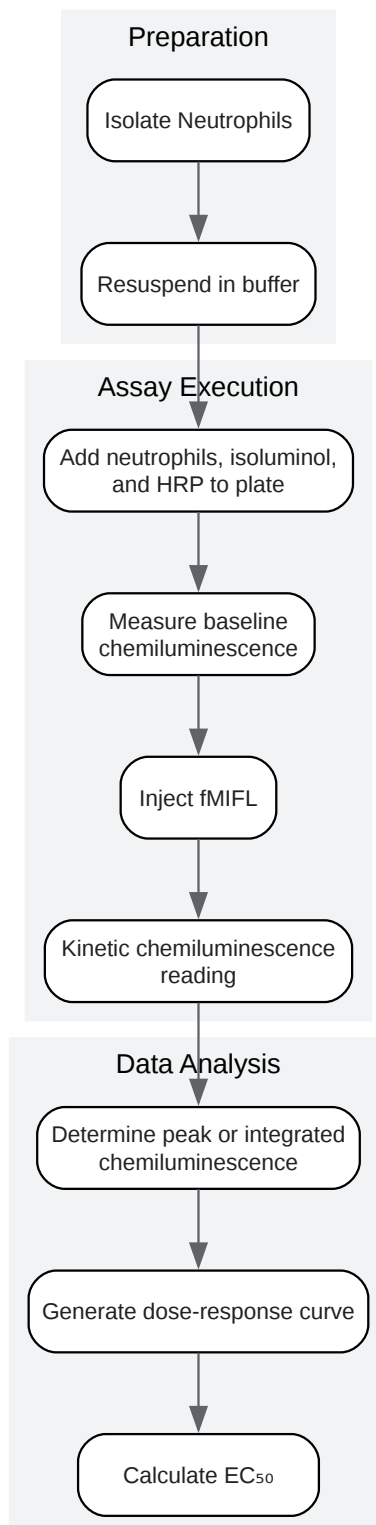 Preparation
Isolate Neutrophils
Resuspend in buffer
Assay Execution
Add neutrophils, isoluminol,
and HRP to plate
Measure baseline
chemiluminescence
Inject fMIFL
Kinetic chemiluminescence
reading
Data Analysis
Determine peak or integrated
chemiluminescence
Generate dose-response curve
Calculate EC₅₀